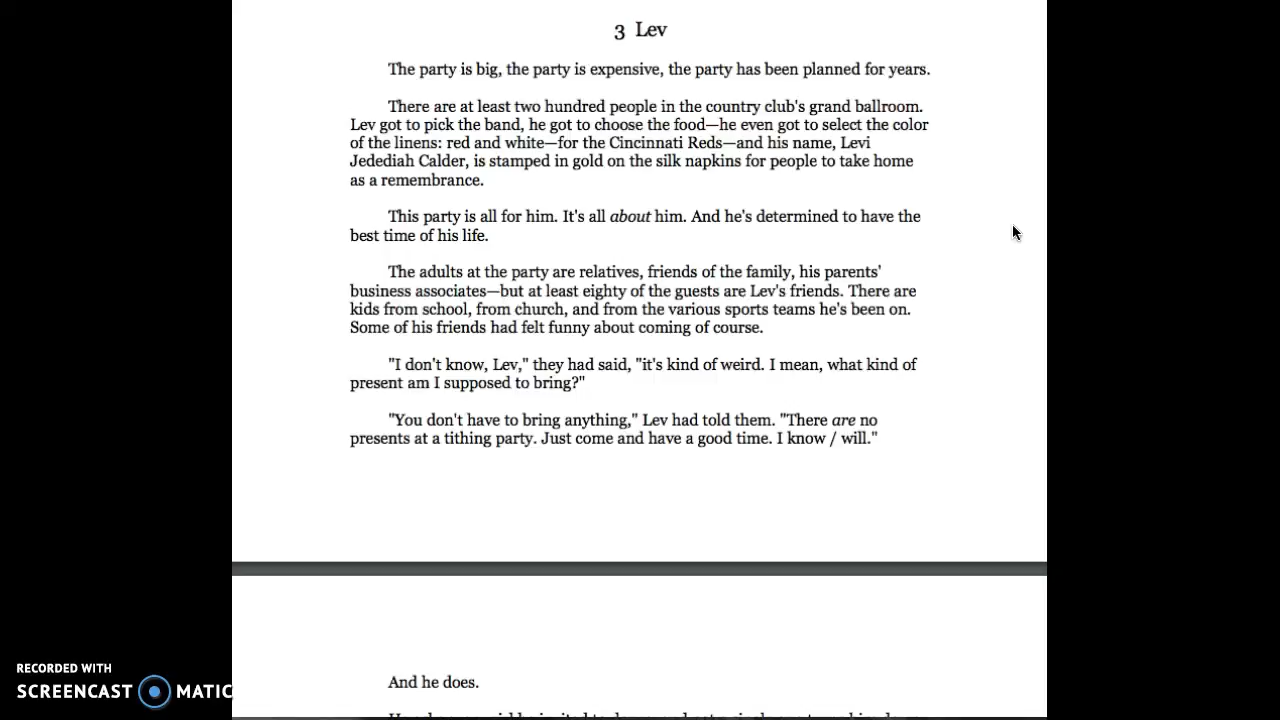 3 Lev
The party is big, the party is expensive, the party has been planned for years.
There are at least two hundred people in the country club's grand ballroom.
Lev got to pick the band, he got to choose the food—he even got to select the color
of the linens: red and white—for the Cincinnati Reds—and his name, Levi
Jedediah Calder, is stamped in gold on the silk napkins for people to take home
as a remembrance.
This party is all for him. It's all about him. And he's determined to have the
best time of his life.
The adults at the party are relatives, friends of the family, his parents'
business associates—but at least eighty of the guests are Lev's friends. There are
kids from school, from church, and from the various sports teams he's been on.
Some of his friends had felt funny about coming of course.
"I don't know, Lev," they had said, "it's kind of weird. I mean, what kind of
present am I supposed to bring?"
"You don't have to bring anything," Lev had told them. "There are no
presents at a tithing party. Just come and have a good time. I know / will."
And he does.
RECORDED WITH
SCREENCAST MATIC